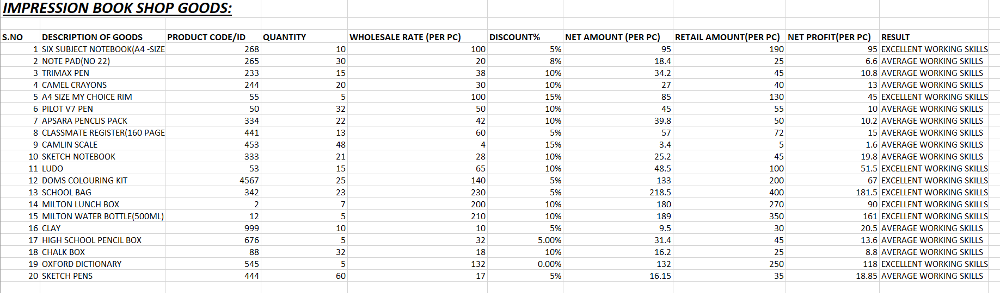 IMPRESSION BOOK SHOP GOODS:
S.NO DESCRIPTION OF GOODS PRODUCT CODE/ID QUANTITY WHOLESALE RATE (PER PC) DISCOUNT% NET AMOUNT (PER PC) RETAIL AMOUNT(PER PC) NET PROFIT(PER PC) RESULT
1 SIX SUBJECT NOTEBOOK(A4 -SIZE 268 10 100 5% 95 190 95 EXCELLENT WORKING SKILLS
2 NOTE PAD(NO 22) 265 30 20 8% 18.4 25 6.6 AVERAGE WORKING SKILLS
3 TRIMAX PEN 233 15 38 10% 34.2 45 10.8 AVERAGE WORKING SKILLS
4 CAMEL CRAYONS 244 20 30 10% 27 40 13 AVERAGE WORKING SKILLS
5 A4 SIZE MY CHOICE RIM 55 5 100 15% 85 130 45 EXCELLENT WORKING SKILLS
6 PILOT V7 PEN 50 32 50 10% 45 55 10 AVERAGE WORKING SKILLS
7 APSARA PENCLIS PACK 334 22 42 10% 39.8 50 10.2 AVERAGE WORKING SKILLS
8 CLASSMATE REGISTER(160 PAGE 441 13 60 5% 57 72 15 AVERAGE WORKING SKILLS
9 CAMLIN SCALE 453 48 4 15% 3.4 5 1.6 AVERAGE WORKING SKILLS
10 SKETCH NOTEBOOK 333 21 28 10% 25.2 45 19.8 AVERAGE WORKING SKILLS
11 LUDO 53 15 65 10% 48.5 100 51.5 EXCELLENT WORKING SKILLS
12 DOMS COLOURING KIT 4567 25 140 5% 133 200 67 EXCELLENT WORKING SKILLS
13 SCHOOL BAG 342 23 230 5% 218.5 400 181.5 EXCELLENT WORKING SKILLS
14 MILTON LUNCH BOX 2 7 200 10% 180 270 90 EXCELLENT WORKING SKILLS
15 MILTON WATER BOTTLE(500ML) 12 5 210 10% 189 350 161 EXCELLENT WORKING SKILLS
16 CLAY 999 10 10 5% 9.5 30 20.5 AVERAGE WORKING SKILLS
17 HIGH SCHOOL PENCIL BOX 676 5 32 5.00% 31.4 45 13.6 AVERAGE WORKING SKILLS
18 CHALK BOX 88 32 18 10% 16.2 25 8.8 AVERAGE WORKING SKILLS
19 OXFORD DICTIONARY 545 5 132 0.00% 132 250 118 EXCELLENT WORKING SKILLS
20 SKETCH PENS 444 60 17 5% 16.15 35 18.85 AVERAGE WORKING SKILLS